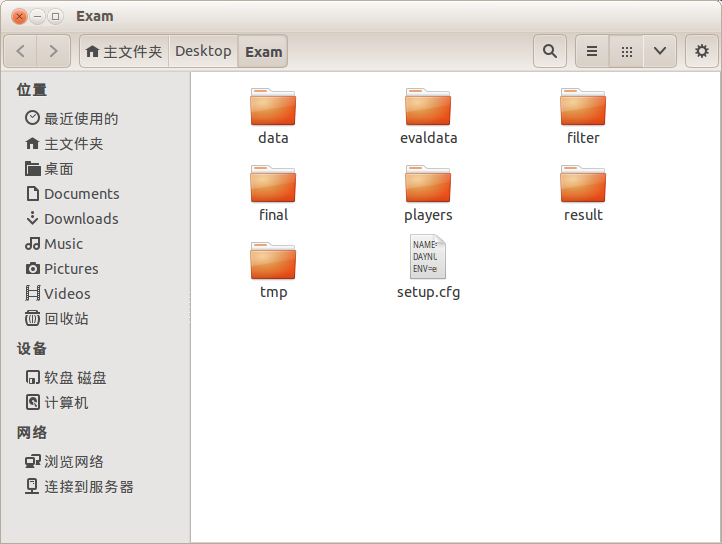 Exam
主文件夹 Desktop Exam
位置
最近使用的
主文件夹
桌面
Documents
Downloads
Music
Pictures
Videos
回收站
设备
软盘 磁盘
计算机
网络
浏览网络
连接到服务器
data evaldata filter
final players result
NAME=
DAYNU
ENV=e
tmp setup.cfg